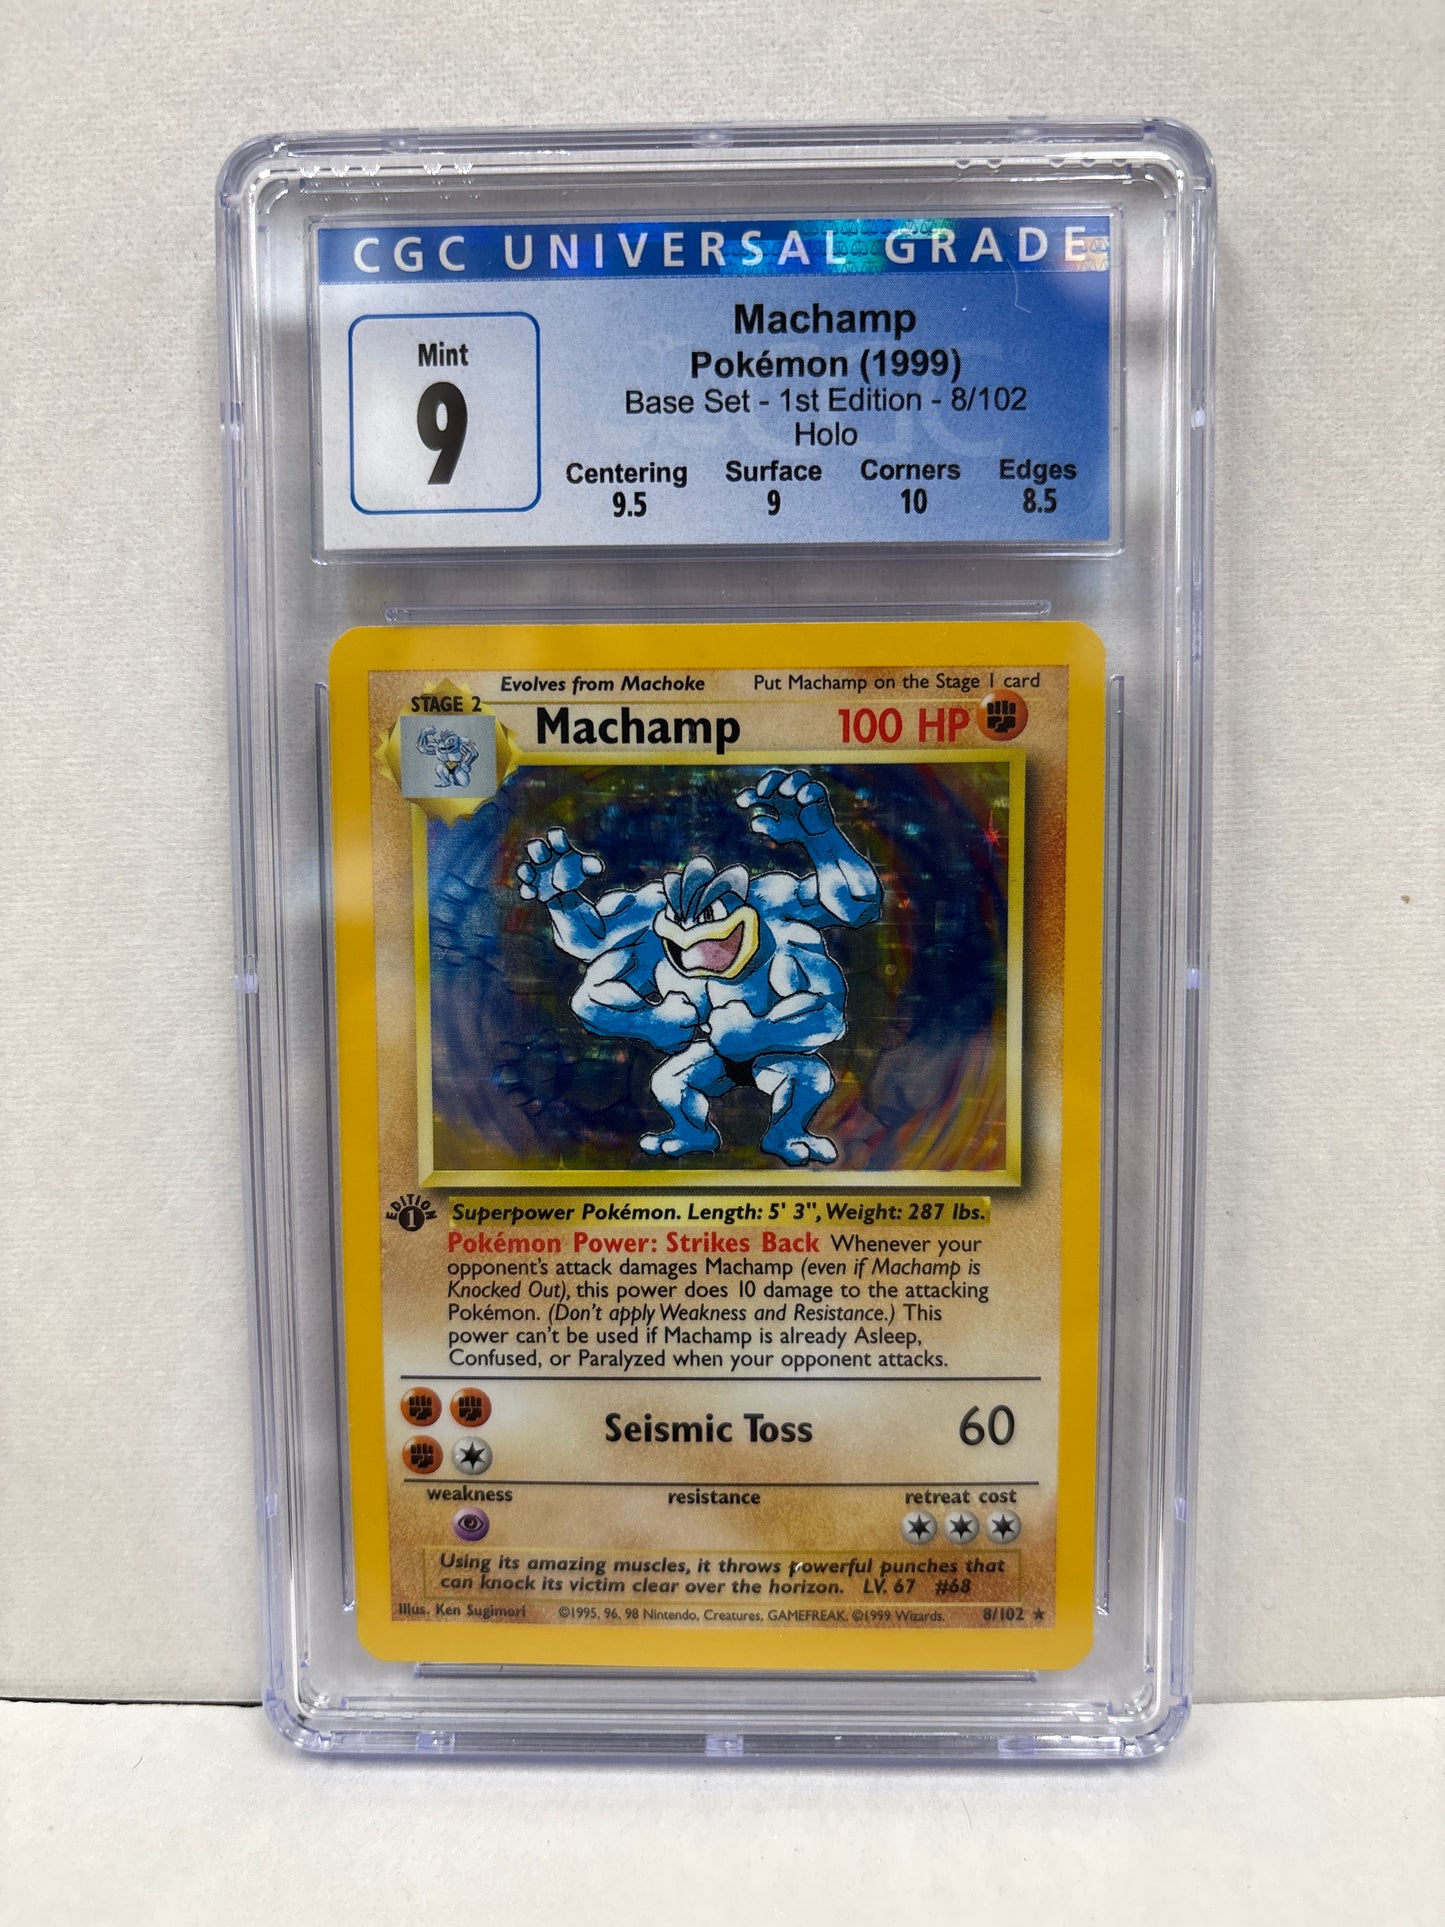 CGC UNIVERSAL GRADE
Mint
9
Machamp
Pokémon (1999)
Base Set - 1st Edition - 8/102
Holo
Centering Surface Corners Edges
9.5 9 10 8.5
Evolves from Machoke Put Machamp on the Stage 1 card
STAGE 2
Machamp 100 HP
EDITION
1
Superpower Pokémon. Length: 5' 3", Weight: 287 lbs.
Pokémon Power: Strikes Back Whenever your
opponent's attack damages Machamp (even if Machamp is
Knocked Out), this power does 10 damage to the attacking
Pokémon. (Don't apply Weakness and Resistance.) This
power can't be used if Machamp is already Asleep,
Confused, or Paralyzed when your opponent attacks.
Seismic Toss 60
weakness resistance retreat cost
Using its amazing muscles, it throws powerful punches that
can knock its victim clear over the horizon. LV. 67 #68
Illus. Ken Sugimori ©1995, 96, 98 Nintendo, Creatures, GAMEFREAK. ©1999 Wizards. 8/102 ★